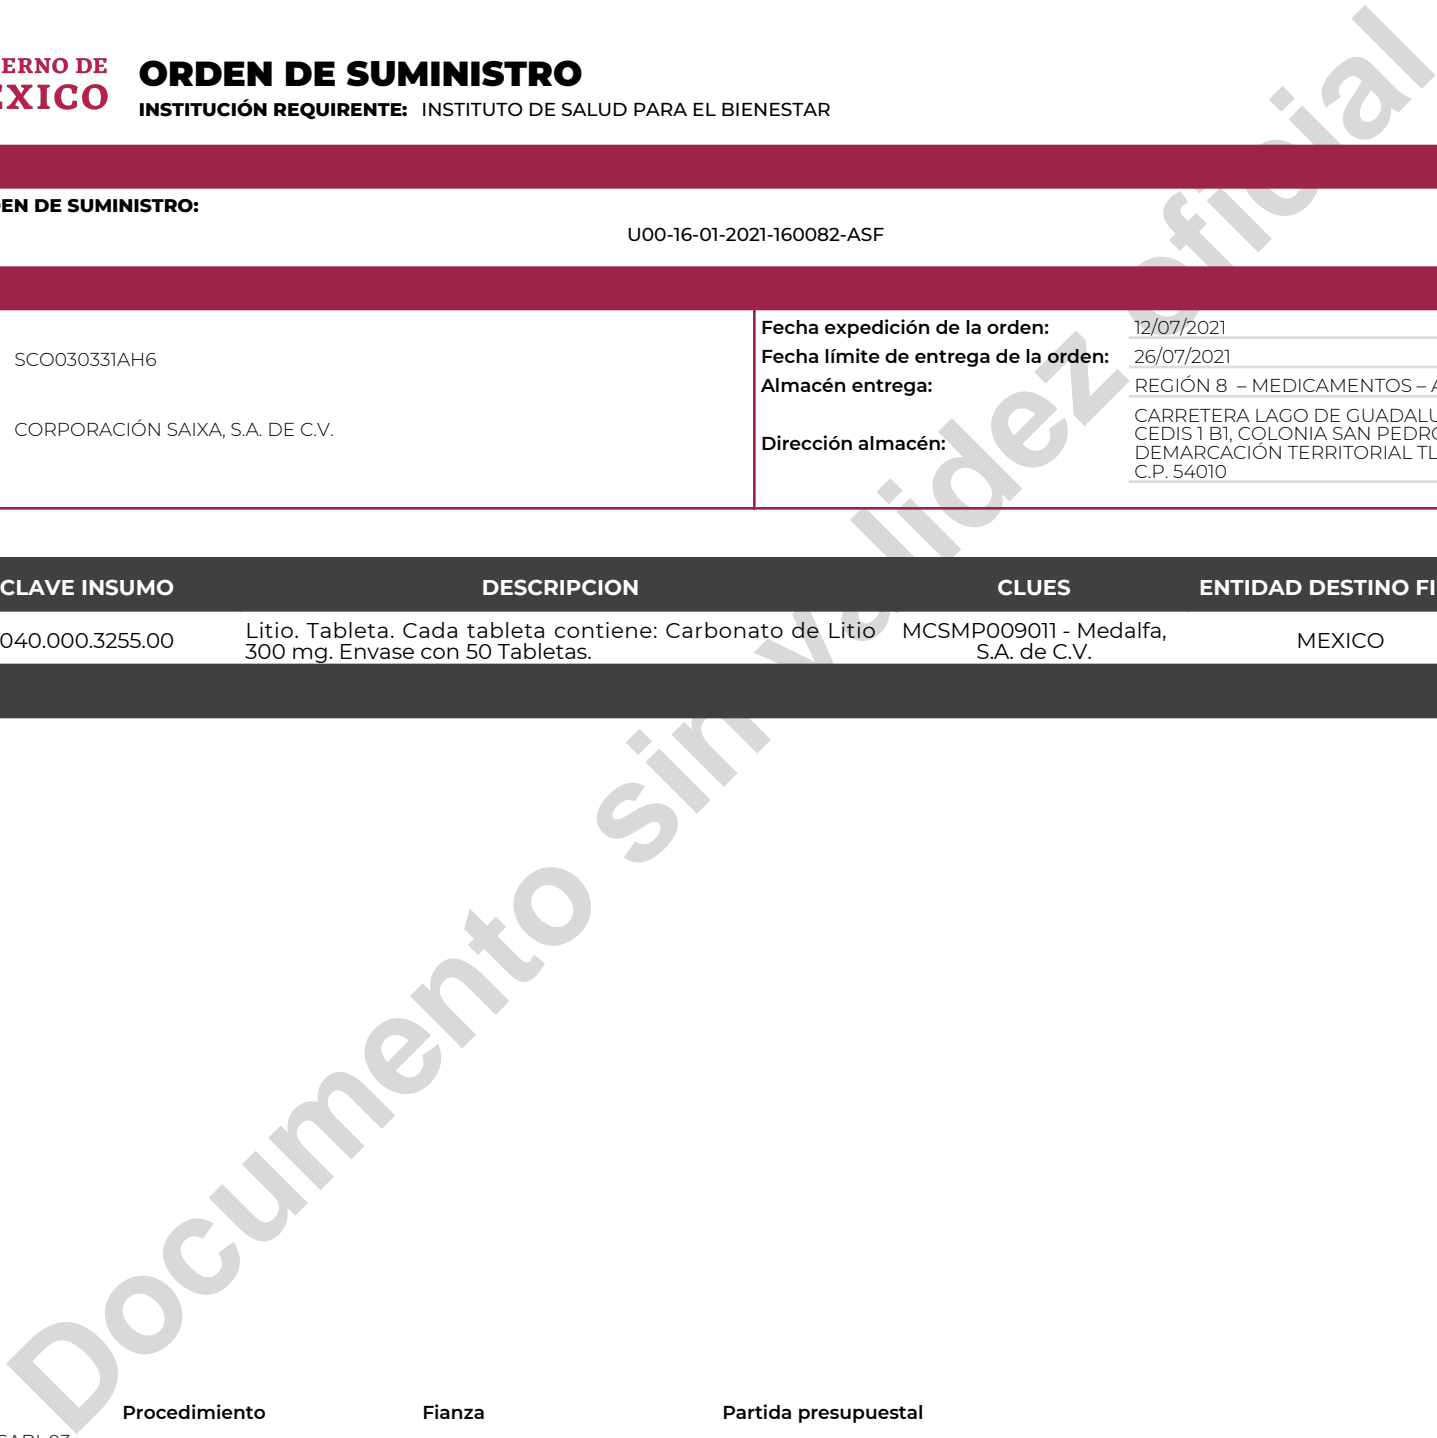 ERNO DE
ORDEN DE SUMINISTRO
INSTITUCIÓN REQUIRENTE: INSTITUTO DE SALUD PARA EL BIENESTAR
EN DE SUMINISTRO:
U00-16-01-2021-160082-ASF
SCO030331AH6
CORPORACIÓN SAIXA, S.A. DE C.V.
Fecha expedición de la orden: 12/07/2021
Fecha límite de entrega de la orden: 26/07/2021
Almacén entrega: REGIÓN 8 – MEDICAMENTOS –
Dirección almacén: CARRETERA LAGO DE GUADALU
CEDIS 1 B1, COLONIA SAN PEDRO
DEMARCACIÓN TERRITORIAL TL
C.P. 54010
CLAVE INSUMO DESCRIPCION CLUES ENTIDAD DESTINO FI
040.000.3255.00 Litio. Tableta. Cada tableta contiene: Carbonato de Litio MCSMP009011 - Medalfa, MEXICO
300 mg. Envase con 50 Tabletas. S.A. de C.V.
Procedimiento Fianza Partida presupuestal
Documento sin validez oficial